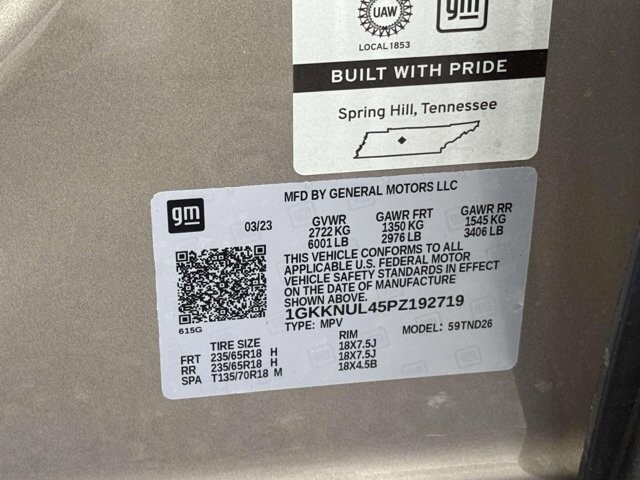 UAW
gm
LOCAL 1853
BUILT WITH PRIDE
Spring Hill, Tennessee
MFD BY GENERAL MOTORS LLC
gm
03/23
GVWR GAWR FRT GAWR RR
2722 KG 1350 KG 1545 KG
6001 LB 2976 LB 3406 LB
THIS VEHICLE CONFORMS TO ALL
APPLICABLE U.S. FEDERAL MOTOR
VEHICLE SAFETY STANDARDS IN EFFECT
ON THE DATE OF MANUFACTURE
SHOWN ABOVE.
1GKKNUL45PZ192719
TYPE: MPV MODEL: 59TND26
615G
TIRE SIZE RIM
FRT 235/65R18 H 18X7.5J
RR 235/65R18 H 18X7.5J
SPA T135/70R18 M 18X4.5B